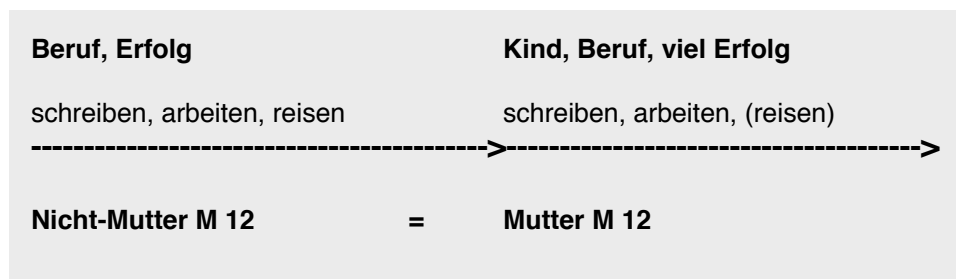 Beruf, Erfolg Kind, Beruf, viel Erfolg
schreiben, arbeiten, reisen schreiben, arbeiten, (reisen)
-------------------------------------------->---------------------------------------->
Nicht-Mutter M 12 = Mutter M 12